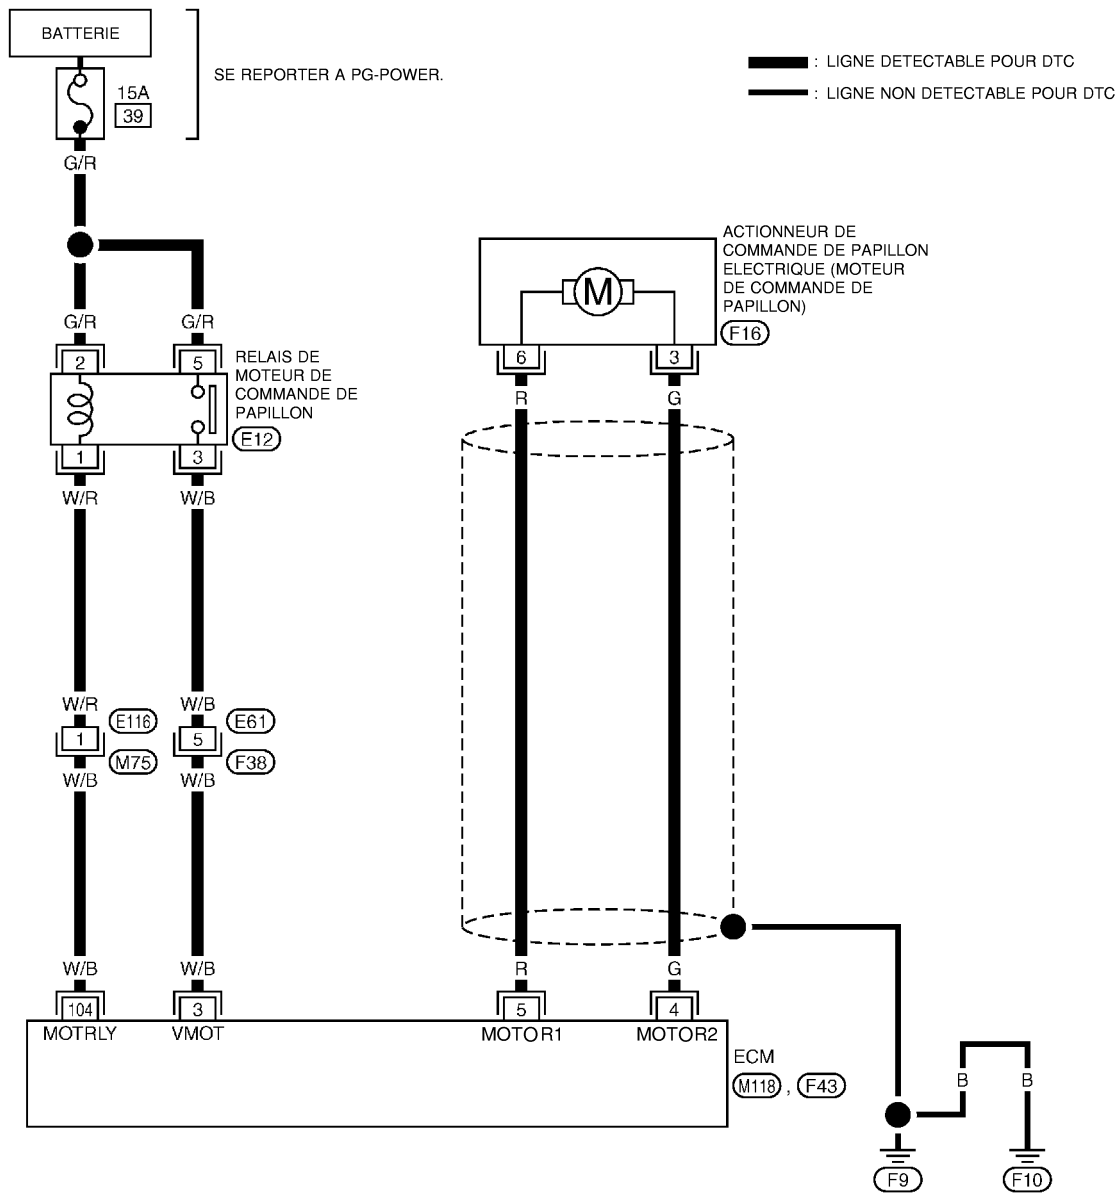 BATTERIE
15A
39
SE REPORTER A PG-POWER.
: LIGNE DETECTABLE POUR DTC
: LIGNE NON DETECTABLE POUR DTC
G/R
G/R
G/R
2
5
RELAIS DE
MOTEUR DE
COMMANDE DE
PAPILLON
E12
1
3
W/R
W/B
ACTIONNEUR DE
COMMANDE DE PAPILLON
ELECTRIQUE (MOTEUR
DE COMMANDE DE
PAPILLON)
F16
M
6
3
R
G
W/R
W/B
E116
E61
1
5
M75
F38
W/B
W/B
W/B
W/B
R
G
104
3
5
4
MOTRLY
VMOT
MOTOR1
MOTOR2
ECM
M118 , F43
B
B
F9
F10